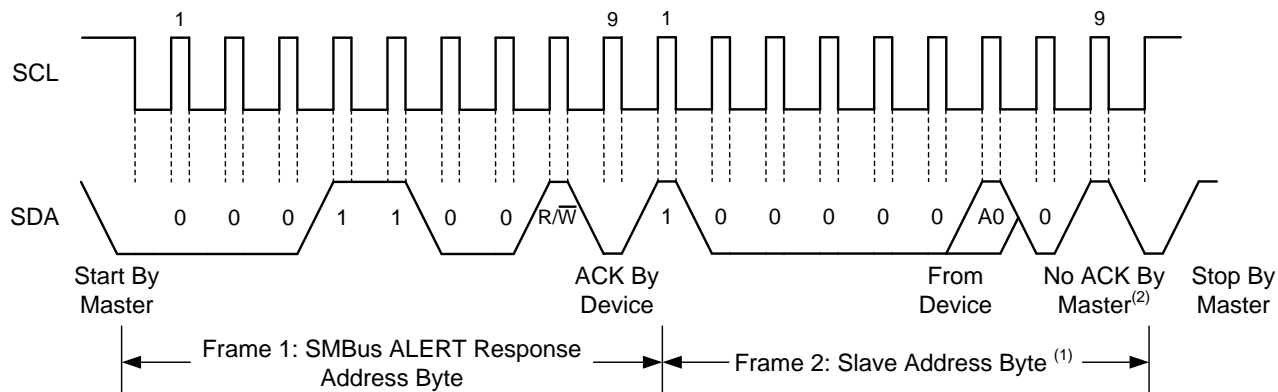 1 9 1 9
SCL
SDA 0 0 0 1 1 0 0 R/W̅ 1 0 0 0 0 0 A0 0
Start By
Master
ACK By
Device
From
Device
No ACK By
Master(2)
Stop By
Master
Frame 1: SMBus ALERT Response
Address Byte
Frame 2: Slave Address Byte (1)